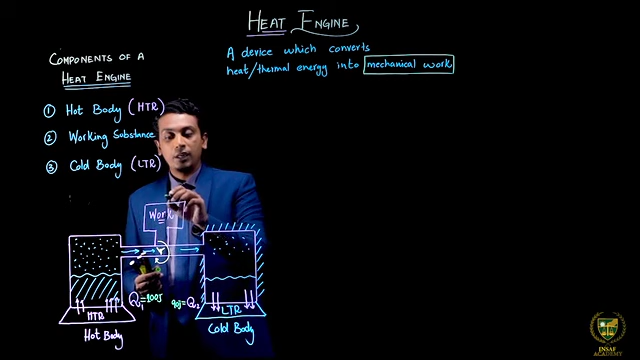 HEAT ENGINE
A device which converts
heat/thermal energy into mechanical work
COMPONENTS OF A
HEAT ENGINE
① Hot Body (HTR)
② Working Substance
③ Cold Body (LTR)
Work
Q₁=100J
90J=Q₂
HTR
LTR
Hot Body
Cold Body
INSAF
ACADEMY